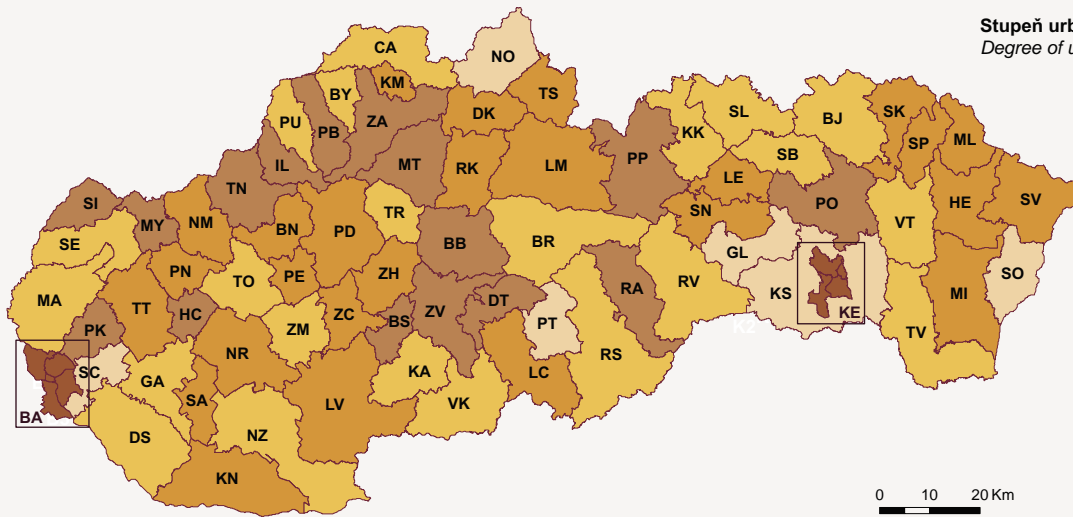 Stupeň urb
Degree of u
CA
NO
BY
KM
TS
PU
PB
ZA
DK
KK
SL
BJ
SK
SP
ML
IL
MT
RK
LM
PP
SB
LE
TN
PO
HE
SV
SI
MY
NM
TR
SN
VT
SE
BN
PD
BB
BR
GL
PN
PE
ZH
RV
SO
MA
TO
RA
KS
MI
TT
HC
ZM
ZC
BS
ZV
DT
PT
KE
K2
PK
TV
SC
NR
RS
GA
KA
LC
BA
SA
LV
VK
DS
NZ
KN
0 10 20 Km